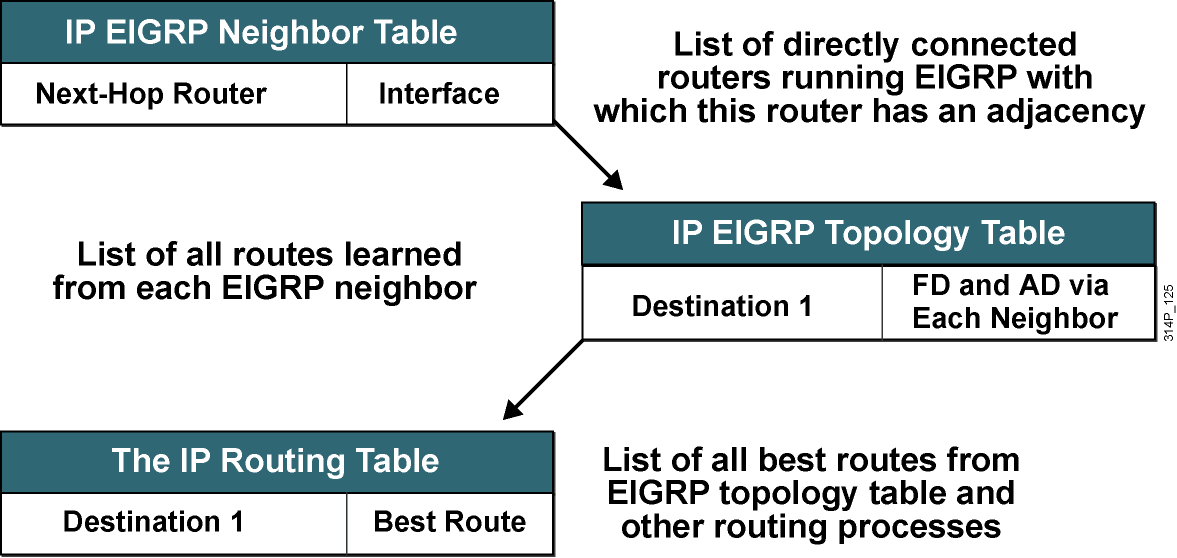 IP EIGRP Neighbor Table
Next-Hop Router
Interface
List of directly connected
routers running EIGRP with
which this router has an adjacency
List of all routes learned
from each EIGRP neighbor
IP EIGRP Topology Table
Destination 1
FD and AD via
Each Neighbor
314P_125
The IP Routing Table
Destination 1
Best Route
List of all best routes from
EIGRP topology table and
other routing processes